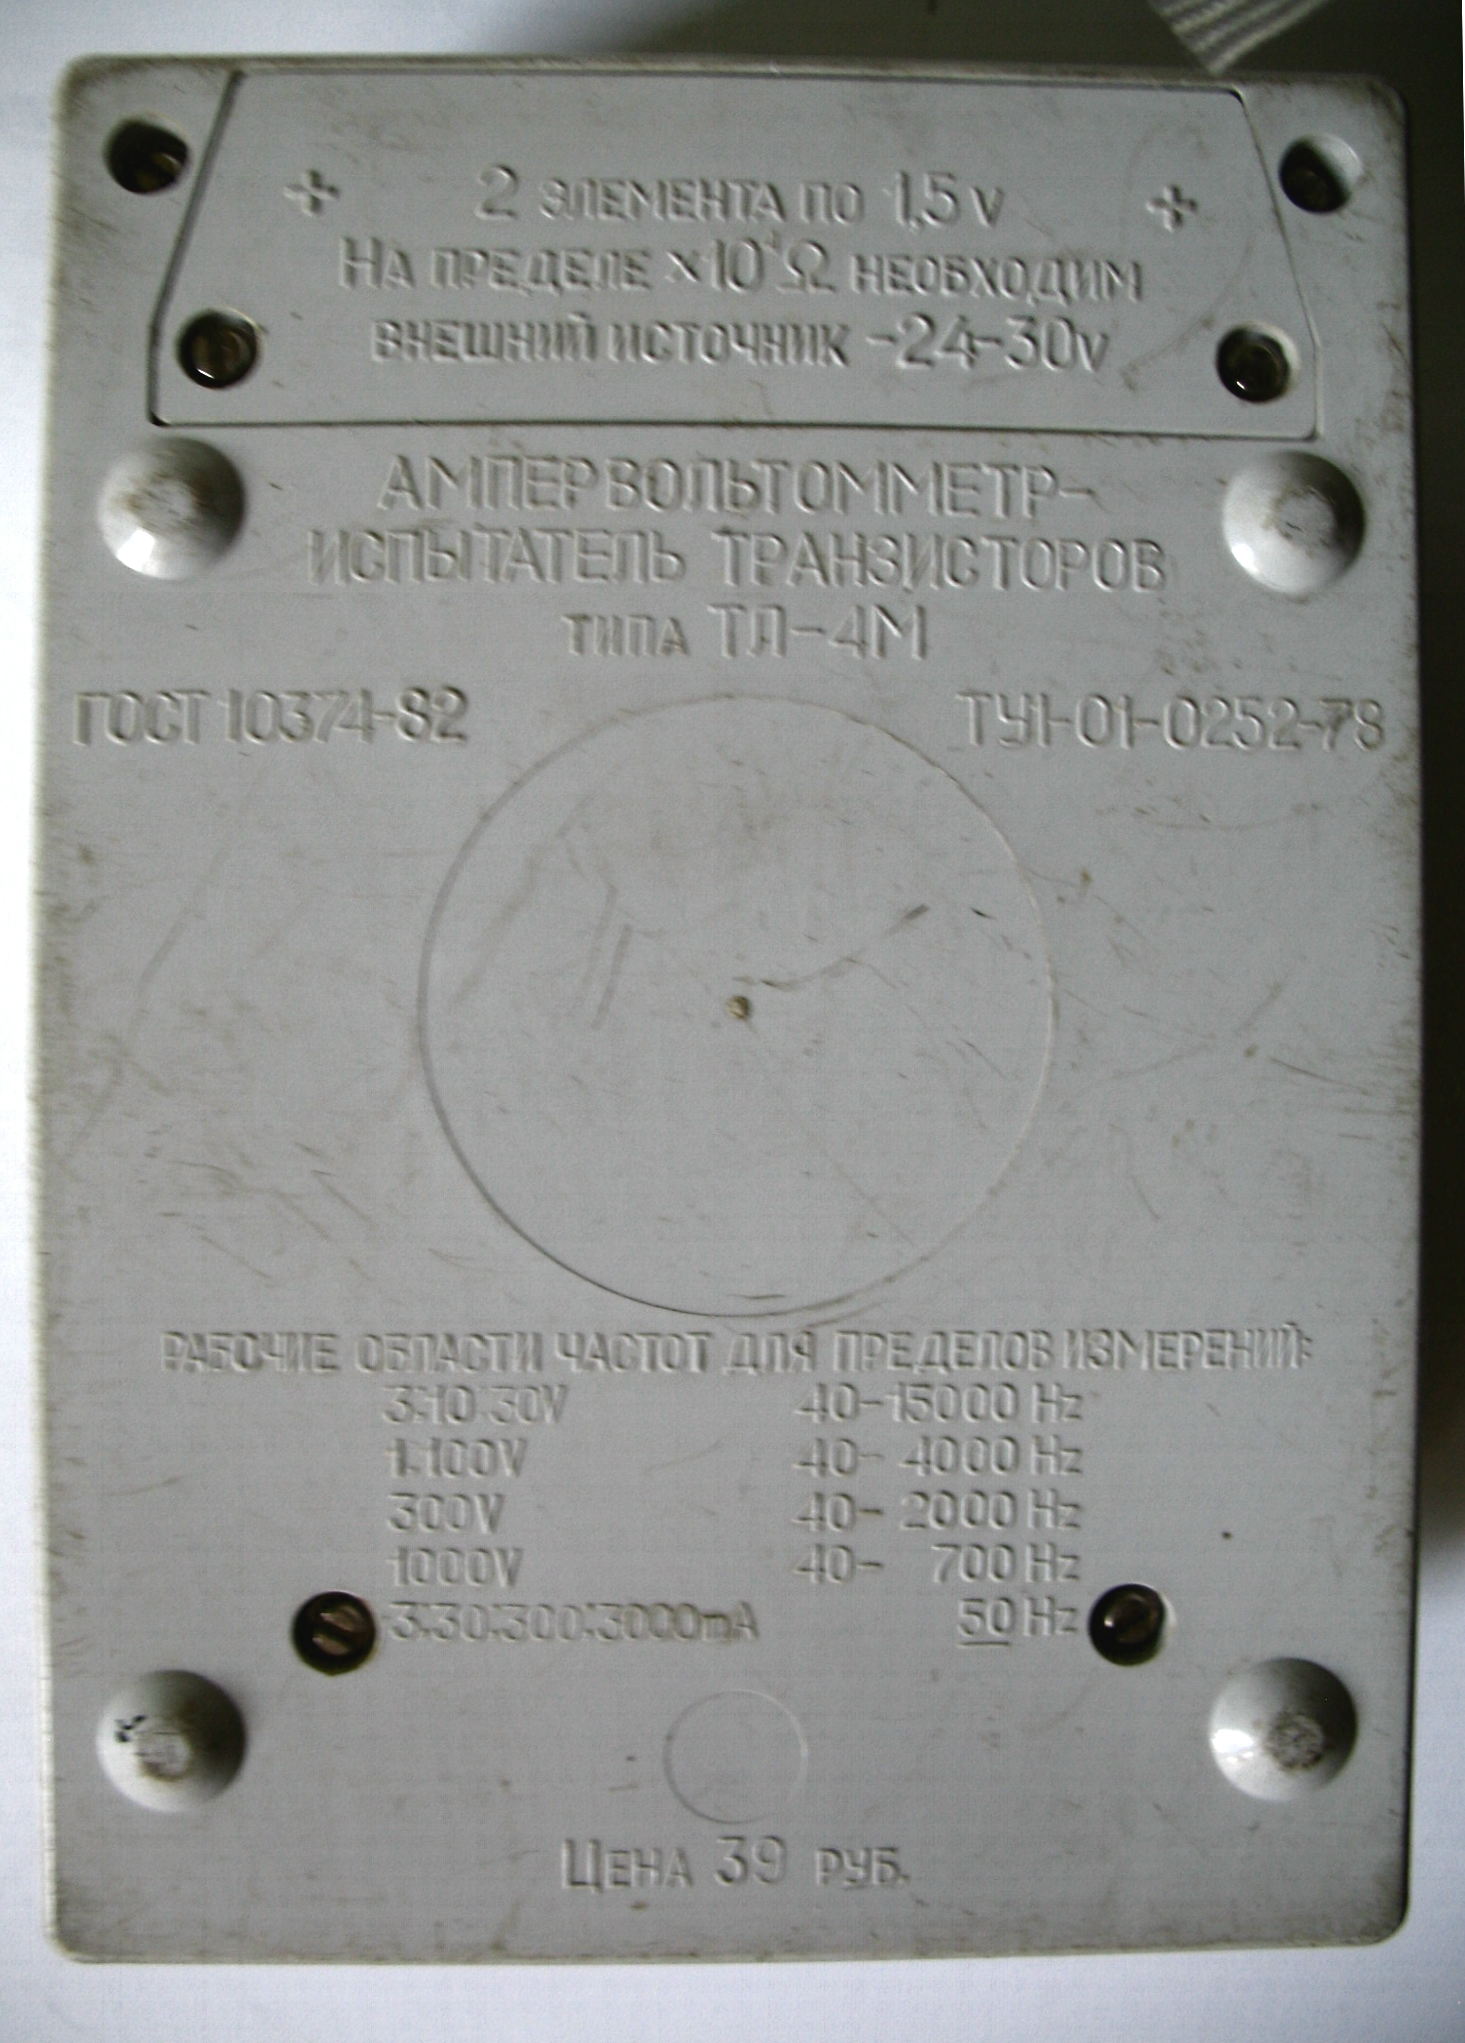 + 2 ЭЛЕМЕНТА ПО 1,5 V +
НА ПРЕДЕЛЕ ×10⁴Ω НЕОБХОДИМ
ВНЕШНИЙ ИСТОЧНИК -24-30V
АМПЕРВОЛЬТОММЕТР-
ИСПЫТАТЕЛЬ ТРАНЗИСТОРОВ
ТИПА ТЛ-4М
ГОСТ 10374-82 ТУ1-01-0252-78
РАБОЧИЕ ОБЛАСТИ ЧАСТОТ ДЛЯ ПРЕДЕЛОВ ИЗМЕРЕНИЙ:
3;10;30V 40-15000 Hz
1;100V 40- 4000 Hz
300V 40- 2000 Hz
1000V 40- 700 Hz
3;30;300;3000mA 50 Hz
ЦЕНА 39 РУБ.